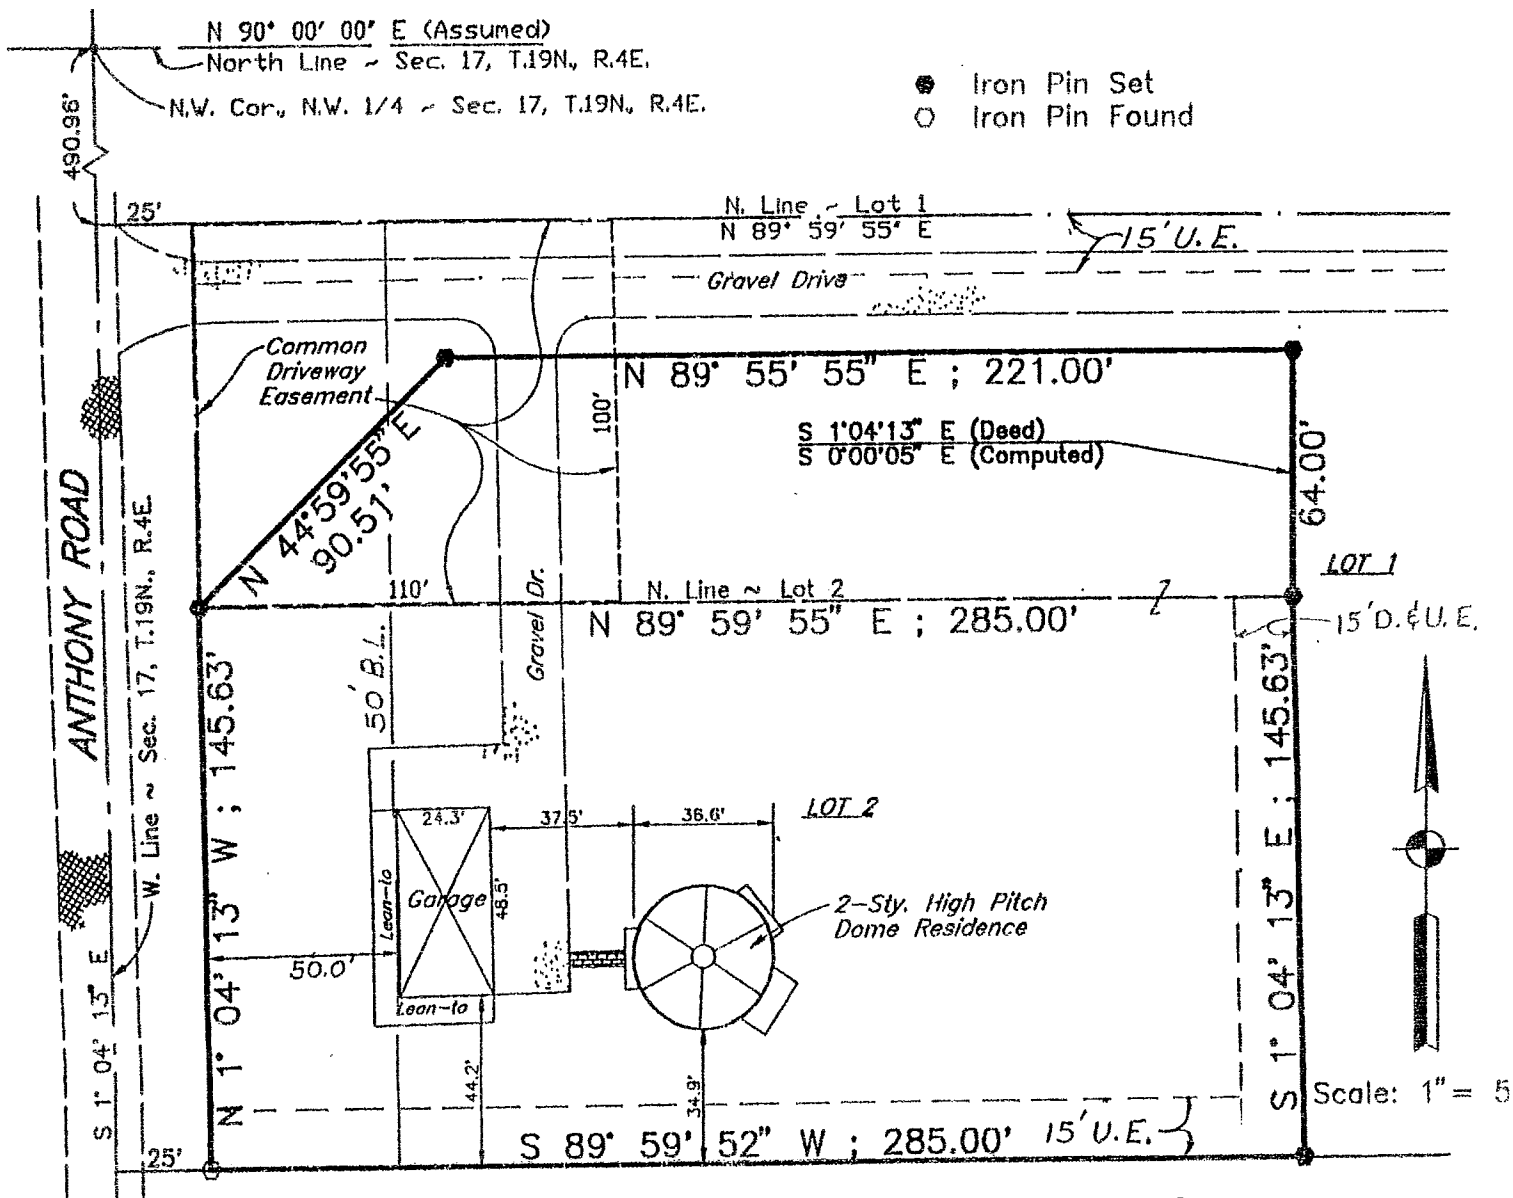 N 90° 00' 00" E (Assumed)
North Line ~ Sec. 17, T.19N., R.4E.
N.W. Cor., N.W. 1/4 ~ Sec. 17, T.19N., R.4E.
490.96'
Iron Pin Set
Iron Pin Found
25'
N. Line ~ Lot 1
N 89° 59' 55" E
15' U.E.
Gravel Drive
Common
Driveway
Easement
N 89° 55' 55" E ; 221.00'
100'
S 1°04'13" E (Deed)
S 0°00'05" E (Computed)
64.00'
N 44°59'55" E
90.51'
ANTHONY ROAD
W. Line ~ Sec. 17, T.19N., R.4E.
S 1° 04' 13" E
110'
N. Line ~ Lot 2
N 89° 59' 55" E ; 285.00'
LOT 1
15' D.&U.E.
Gravel Dr.
50' B.L.
N 1° 04' 13" W ; 145.63'
S 1° 04' 13" E ; 145.63'
24.3'
37.5'
36.6'
LOT 2
Lean-to
Garage
48.5'
2-Sty. High Pitch
Dome Residence
50.0'
Lean-to
44.2'
34.9'
Scale: 1" = 5
25'
S 89° 59' 52" W ; 285.00'
15' U.E.